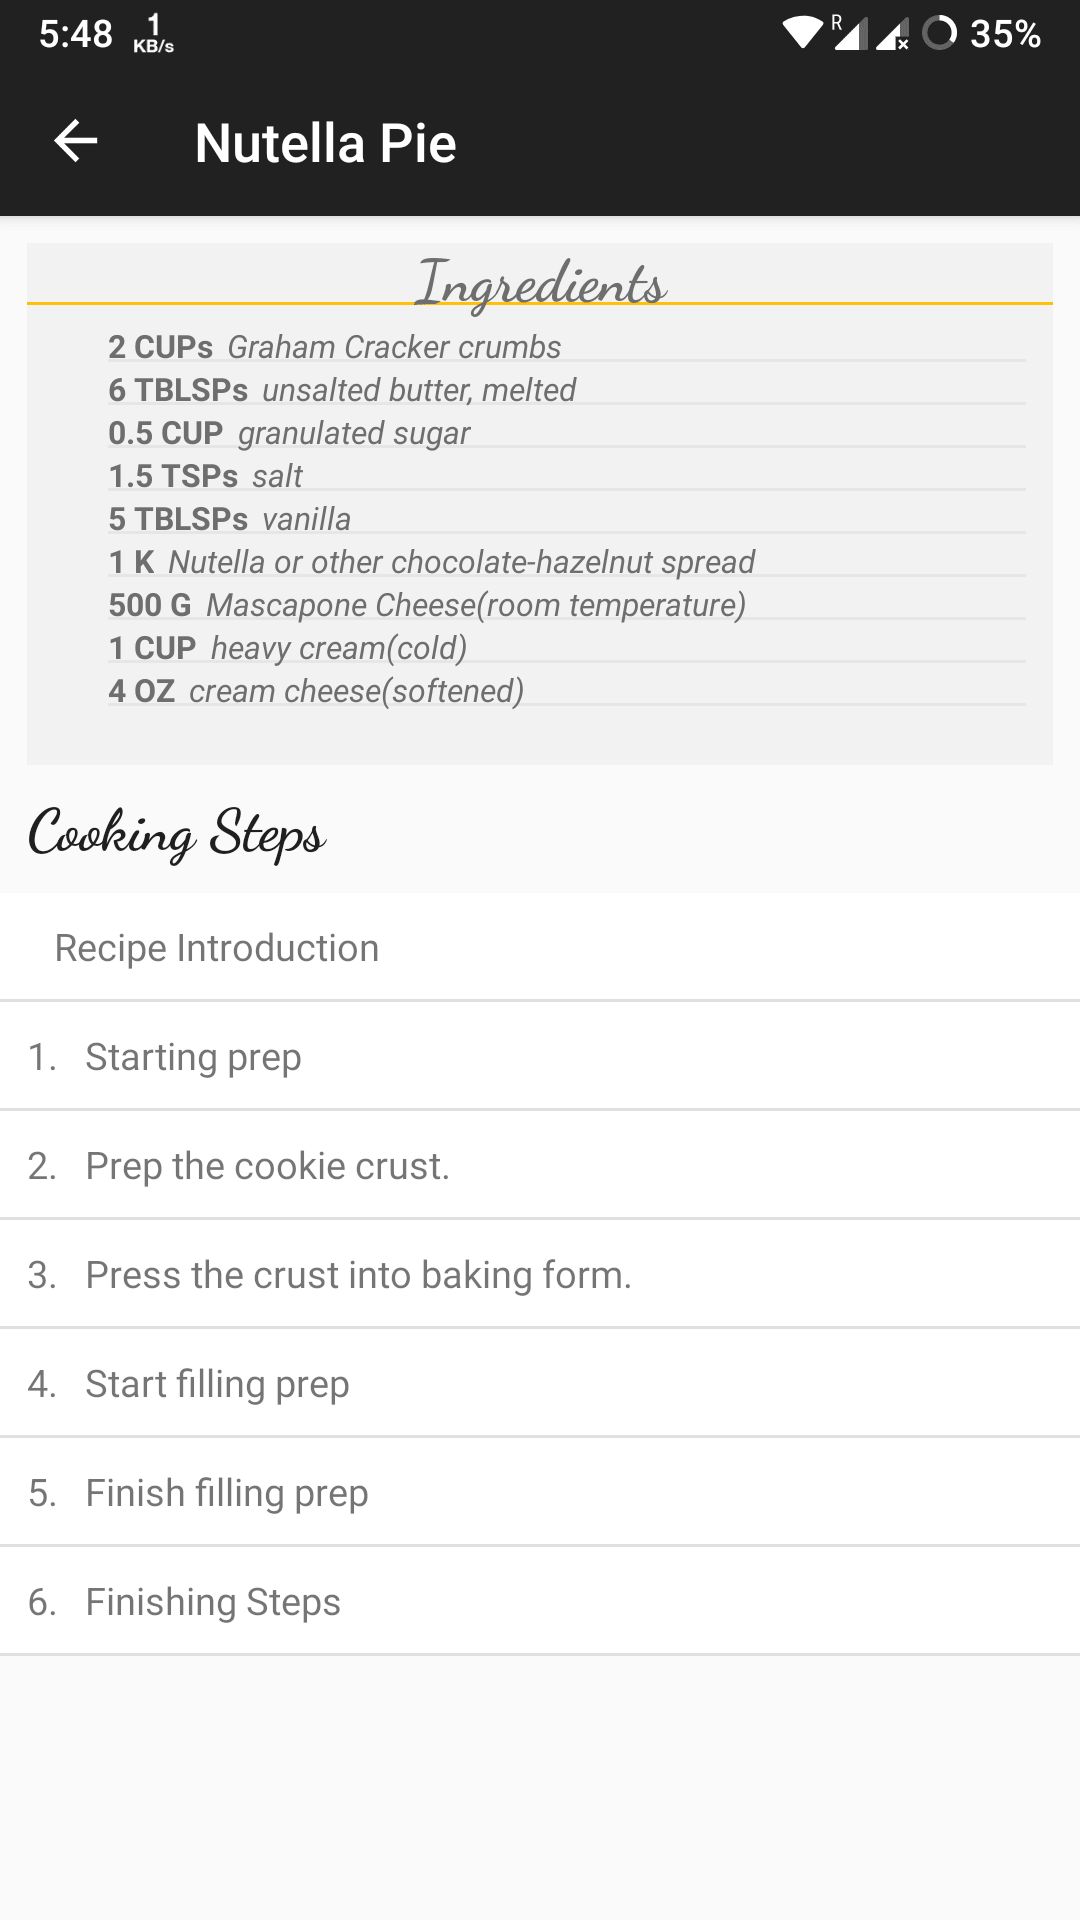 5:48 1 KB/s R 35%
Nutella Pie
Ingredients
2 CUPs Graham Cracker crumbs
6 TBLSPs unsalted butter, melted
0.5 CUP granulated sugar
1.5 TSPs salt
5 TBLSPs vanilla
1 K Nutella or other chocolate-hazelnut spread
500 G Mascapone Cheese(room temperature)
1 CUP heavy cream(cold)
4 OZ cream cheese(softened)
Cooking Steps
Recipe Introduction
1. Starting prep
2. Prep the cookie crust.
3. Press the crust into baking form.
4. Start filling prep
5. Finish filling prep
6. Finishing Steps